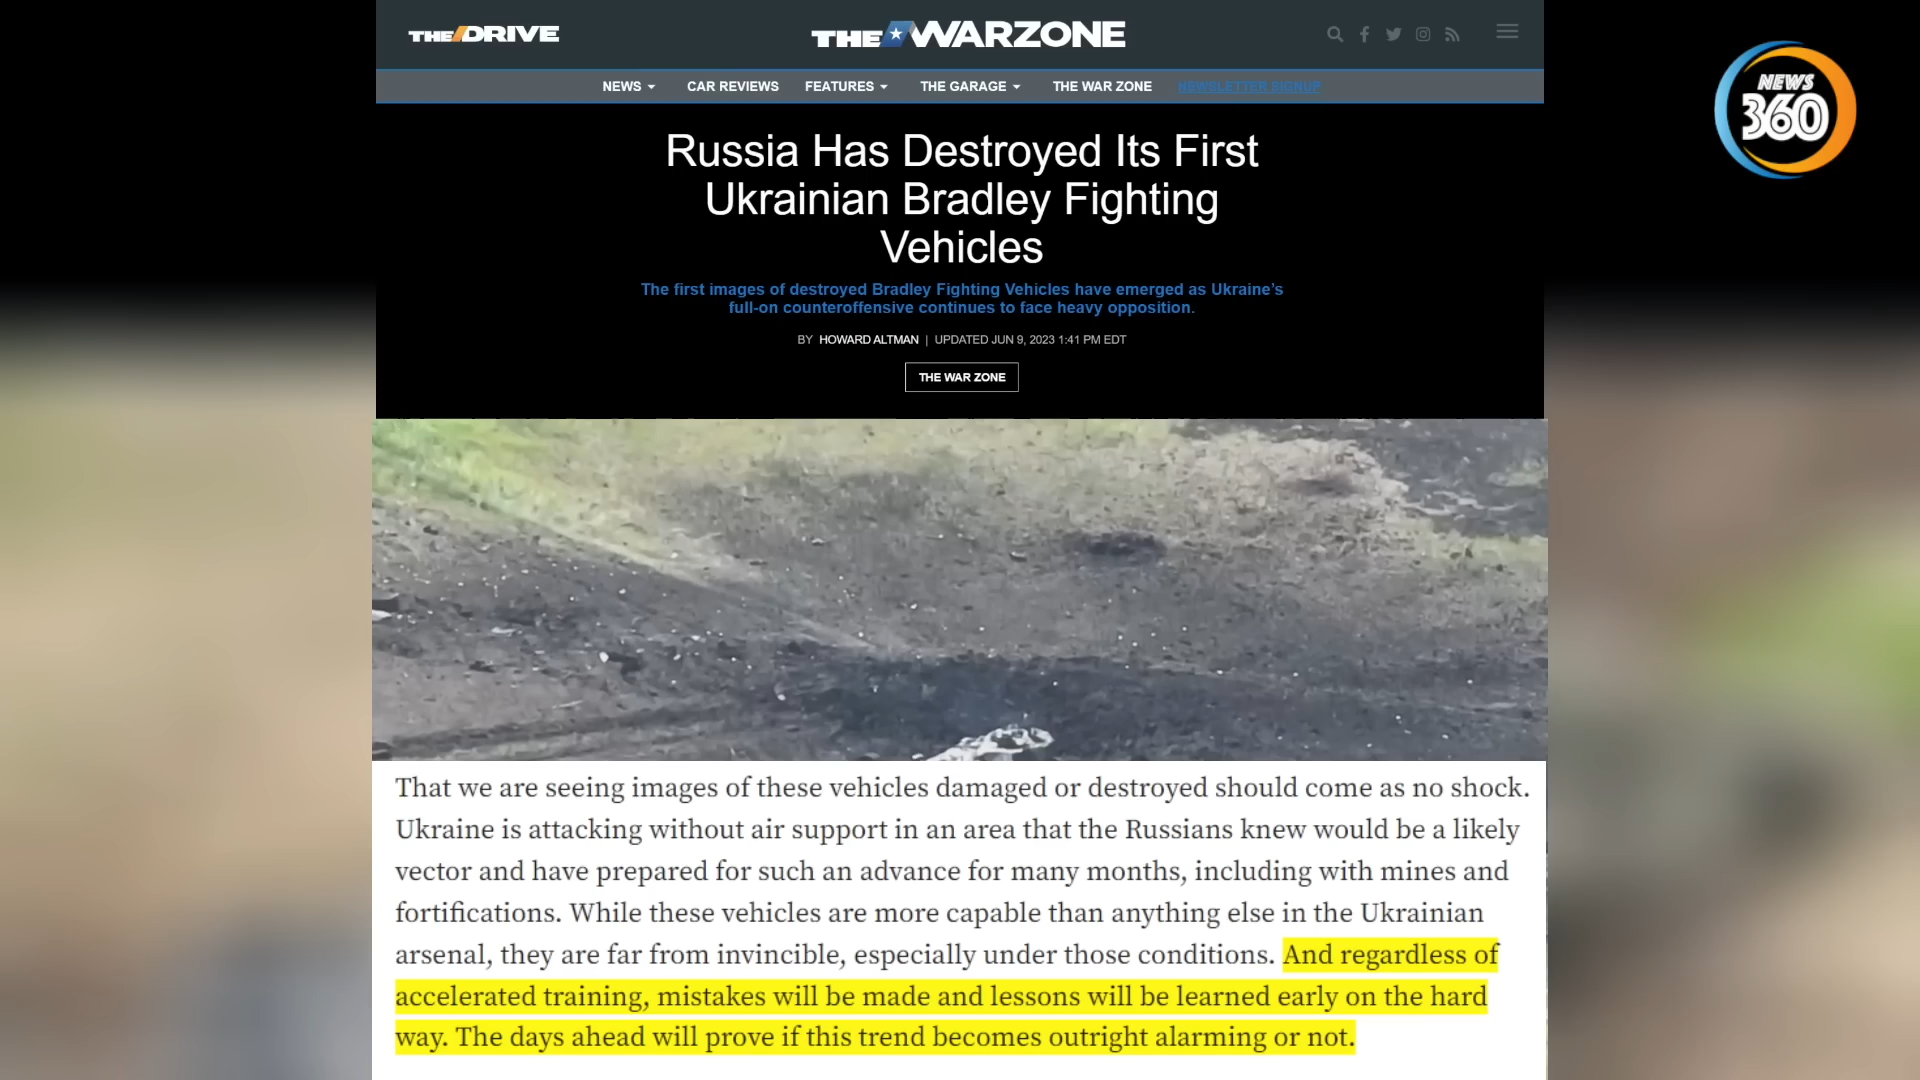 THE DRIVE
THE WARZONE
NEWS
CAR REVIEWS
FEATURES
THE GARAGE
THE WAR ZONE
NEWSLETTER SIGNUP
NEWS
360
Russia Has Destroyed Its First
Ukrainian Bradley Fighting
Vehicles
The first images of destroyed Bradley Fighting Vehicles have emerged as Ukraine's
full-on counteroffensive continues to face heavy opposition.
BY HOWARD ALTMAN | UPDATED JUN 9, 2023 1:41 PM EDT
THE WAR ZONE
That we are seeing images of these vehicles damaged or destroyed should come as no shock.
Ukraine is attacking without air support in an area that the Russians knew would be a likely
vector and have prepared for such an advance for many months, including with mines and
fortifications. While these vehicles are more capable than anything else in the Ukrainian
arsenal, they are far from invincible, especially under those conditions. And regardless of
accelerated training, mistakes will be made and lessons will be learned early on the hard
way. The days ahead will prove if this trend becomes outright alarming or not.